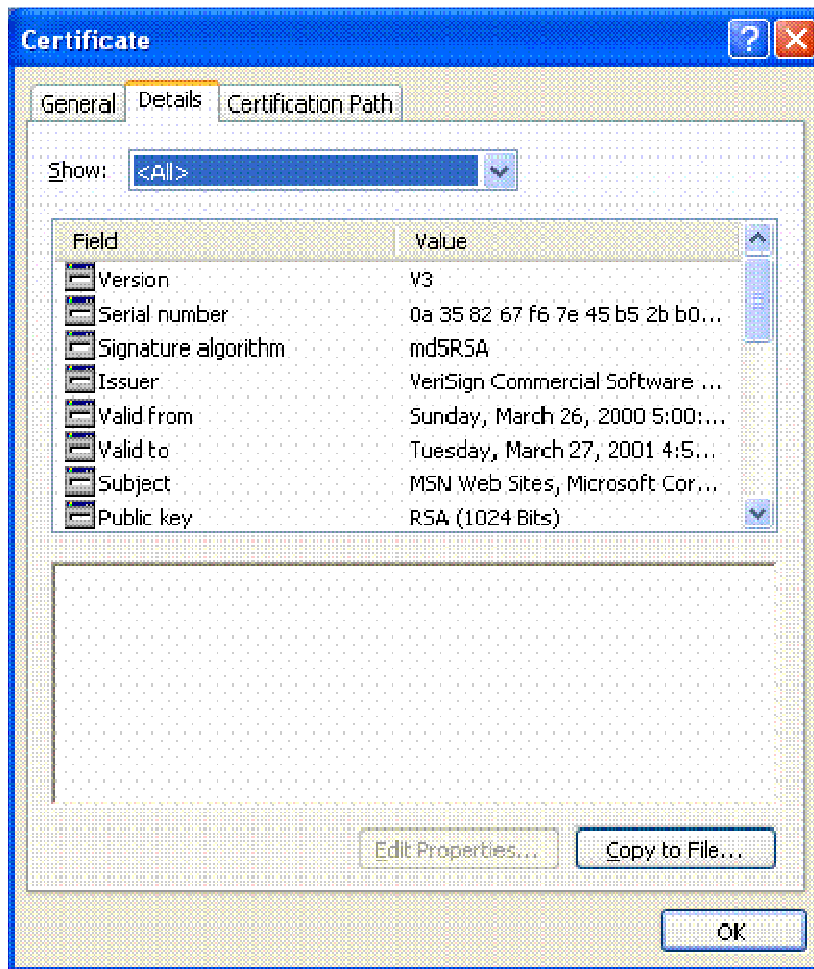 Certificate
General Details Certification Path
Show: <All>
Field Value
Version V3
Serial number 0a 35 82 67 f6 7e 45 b5 2b b0...
Signature algorithm md5RSA
Issuer VeriSign Commercial Software ...
Valid from Sunday, March 26, 2000 5:00:...
Valid to Tuesday, March 27, 2001 4:5...
Subject MSN Web Sites, Microsoft Cor...
Public key RSA (1024 Bits)
Edit Properties... Copy to File...
OK